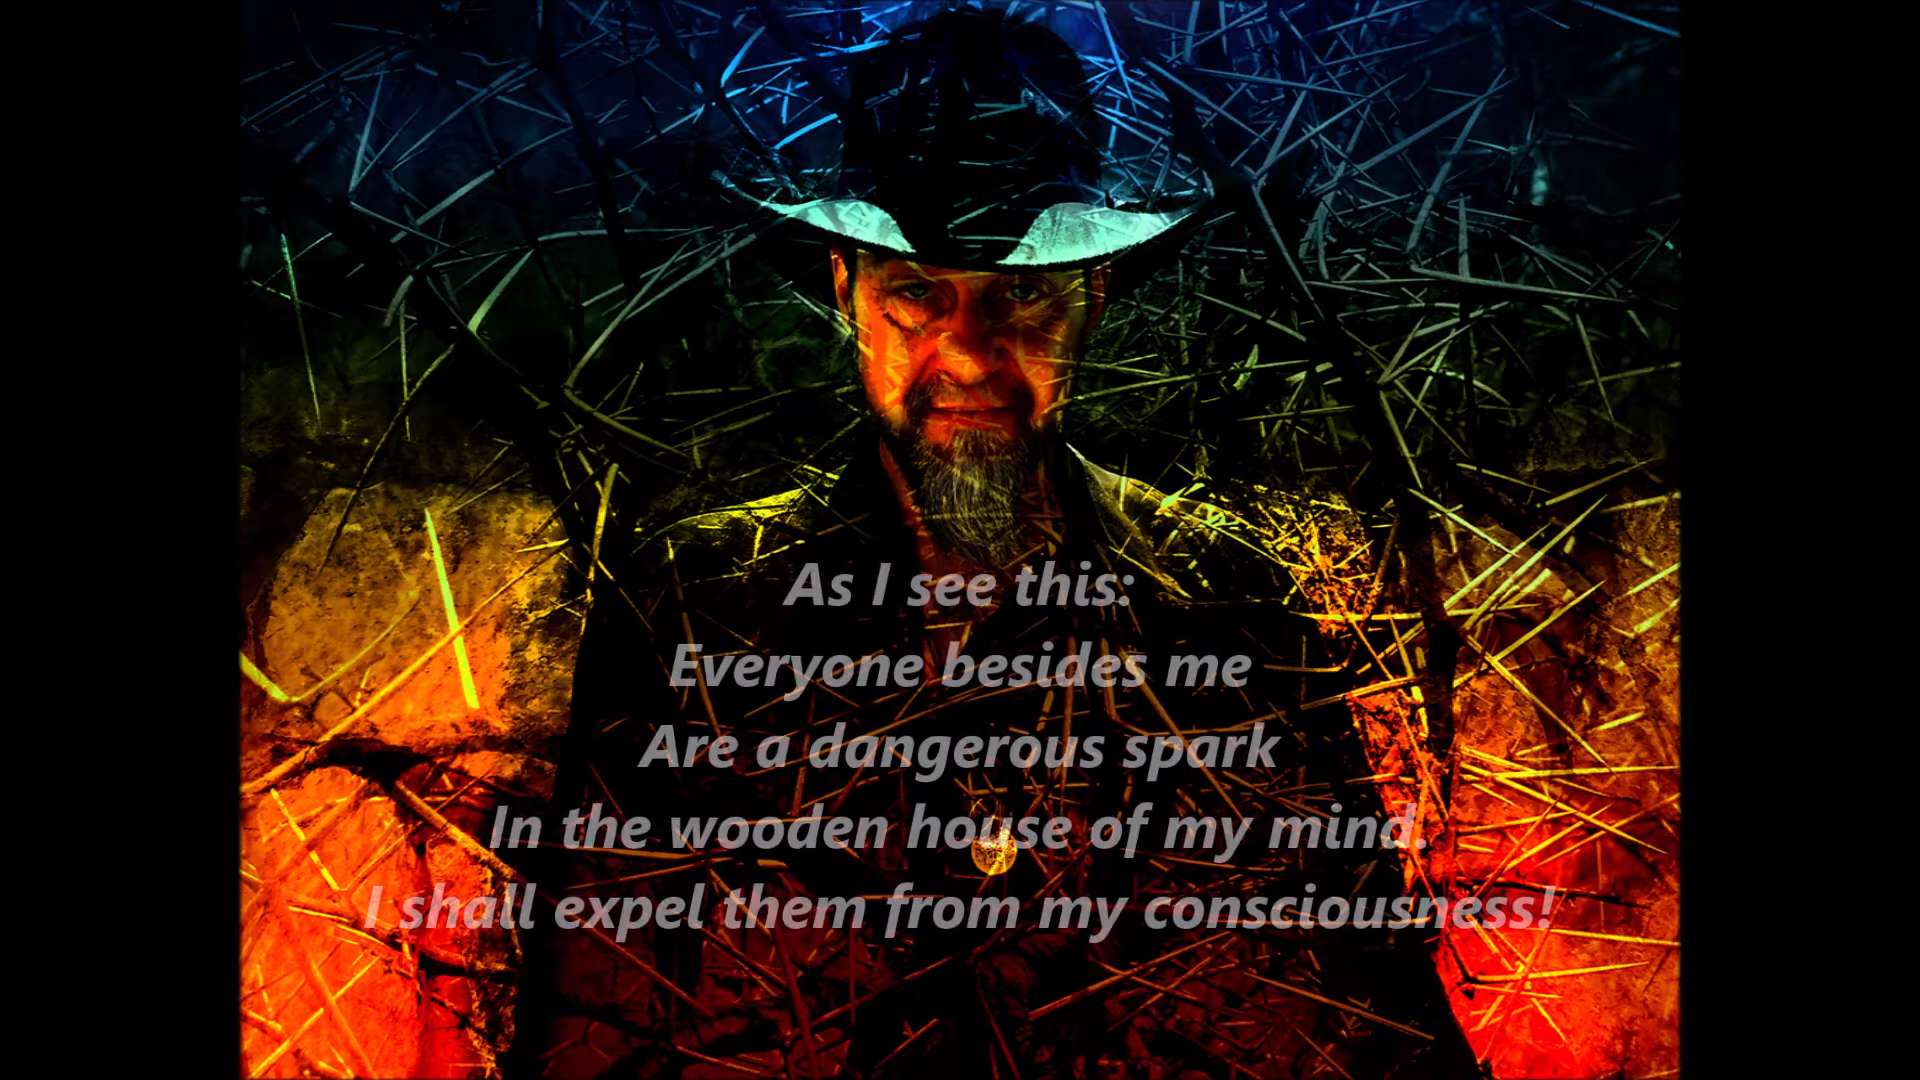 As I see this:
Everyone besides me
Are a dangerous spark
In the wooden house of my mind.
I shall expel them from my consciousness!